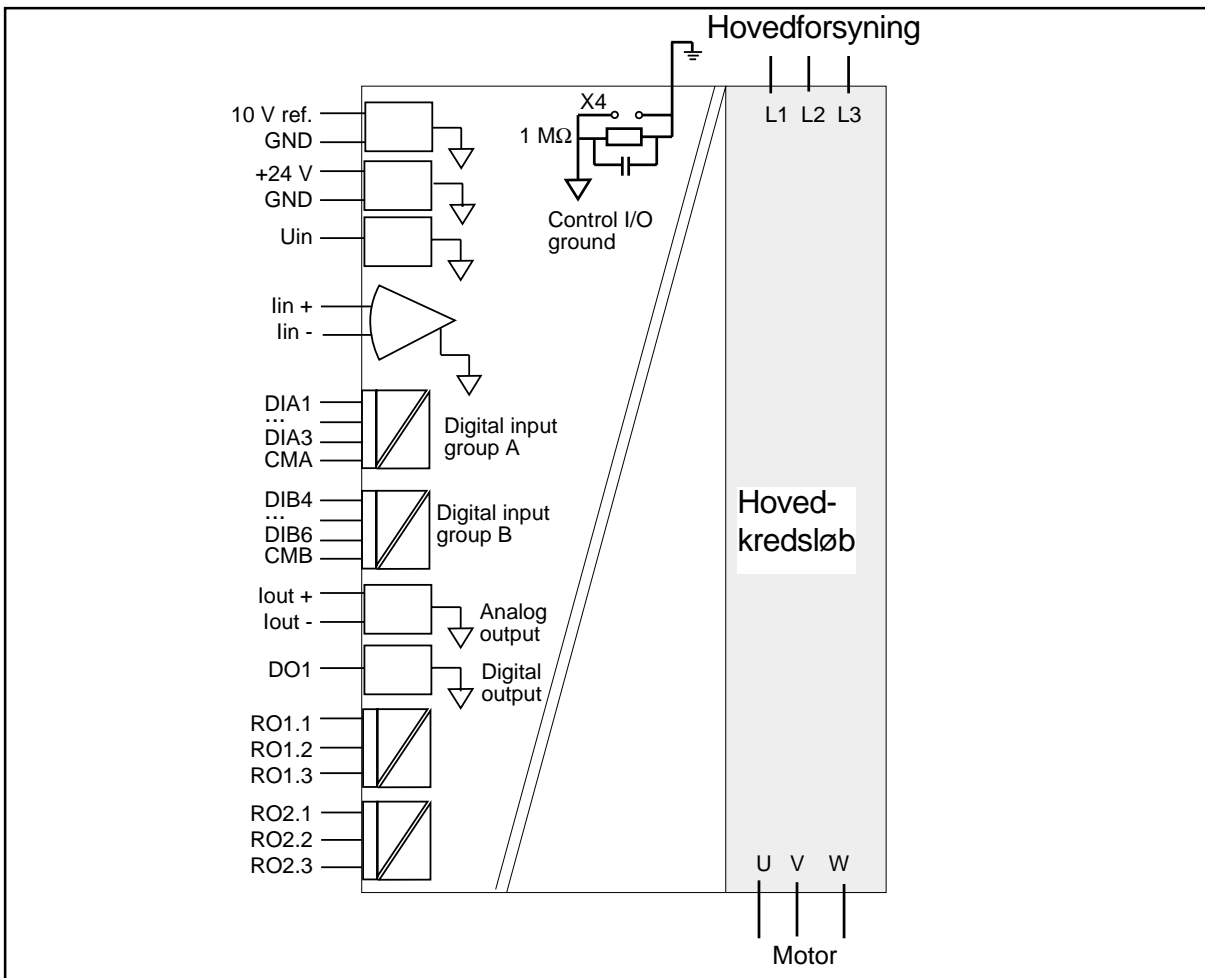 Hovedforsyning
L1 L2 L3
X4
1 MΩ
Control I/O
ground
10 V ref.
GND
+24 V
GND
Uin
Iin +
Iin -
DIA1
...
DIA3
CMA
Digital input
group A
DIB4
...
DIB6
CMB
Digital input
group B
Hoved-
kredsløb
Iout +
Iout -
Analog
output
DO1
Digital
output
RO1.1
RO1.2
RO1.3
RO2.1
RO2.2
RO2.3
U V W
Motor